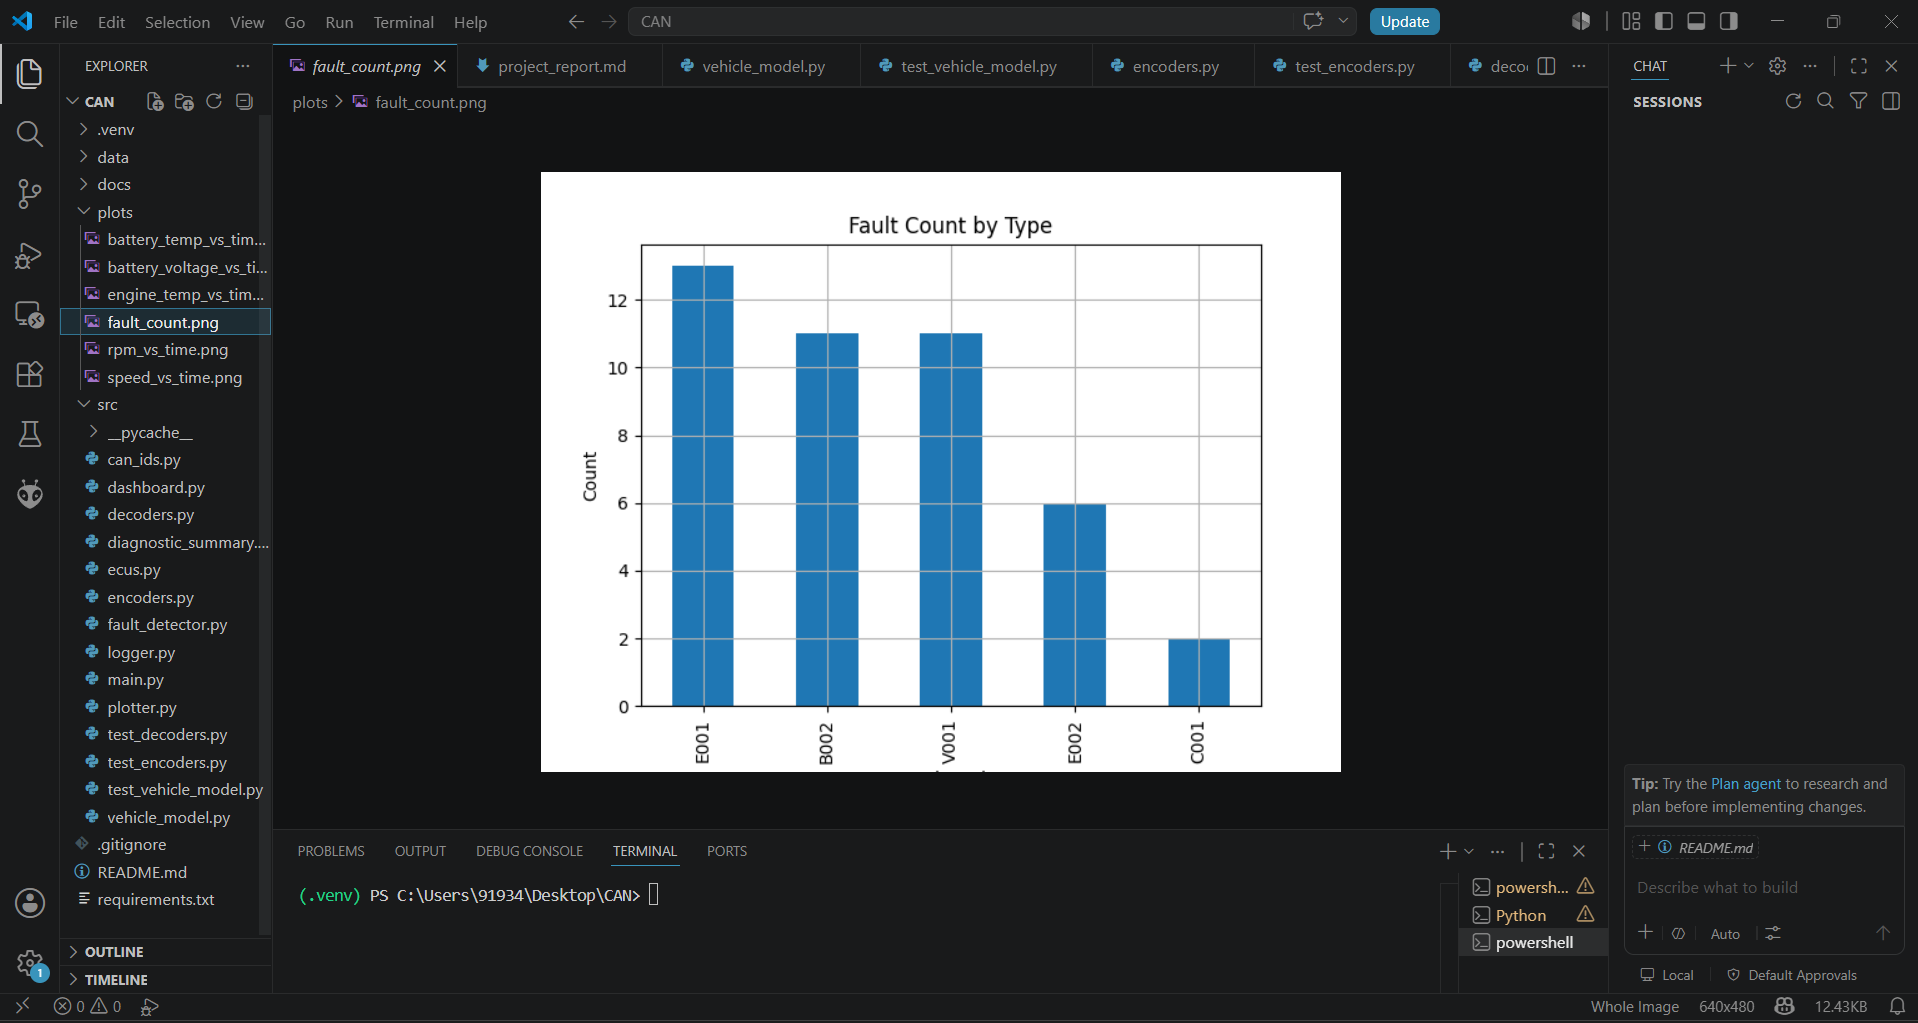 File Edit Selection View Go Run Terminal Help
CAN
Update
EXPLORER
CAN
.venv
data
docs
plots
battery_temp_vs_tim...
battery_voltage_vs_ti...
engine_temp_vs_tim...
fault_count.png
rpm_vs_time.png
speed_vs_time.png
src
__pycache__
can_ids.py
dashboard.py
decoders.py
diagnostic_summary....
ecus.py
encoders.py
fault_detector.py
logger.py
main.py
plotter.py
test_decoders.py
test_encoders.py
test_vehicle_model.py
vehicle_model.py
.gitignore
README.md
requirements.txt
OUTLINE
TIMELINE
fault_count.png project_report.md vehicle_model.py test_vehicle_model.py encoders.py test_encoders.py deco
plots > fault_count.png
Fault Count by Type
Count
12
10
8
6
4
2
0
E001 B002 V001 E002 C001
PROBLEMS OUTPUT DEBUG CONSOLE TERMINAL PORTS
(.venv) PS C:\Users\91934\Desktop\CAN>
powersh...
Python
powershell
CHAT
SESSIONS
Tip: Try the Plan agent to research and
plan before implementing changes.
README.md
Describe what to build
Auto
Local Default Approvals
1
0 0
Whole Image 640x480 12.43KB